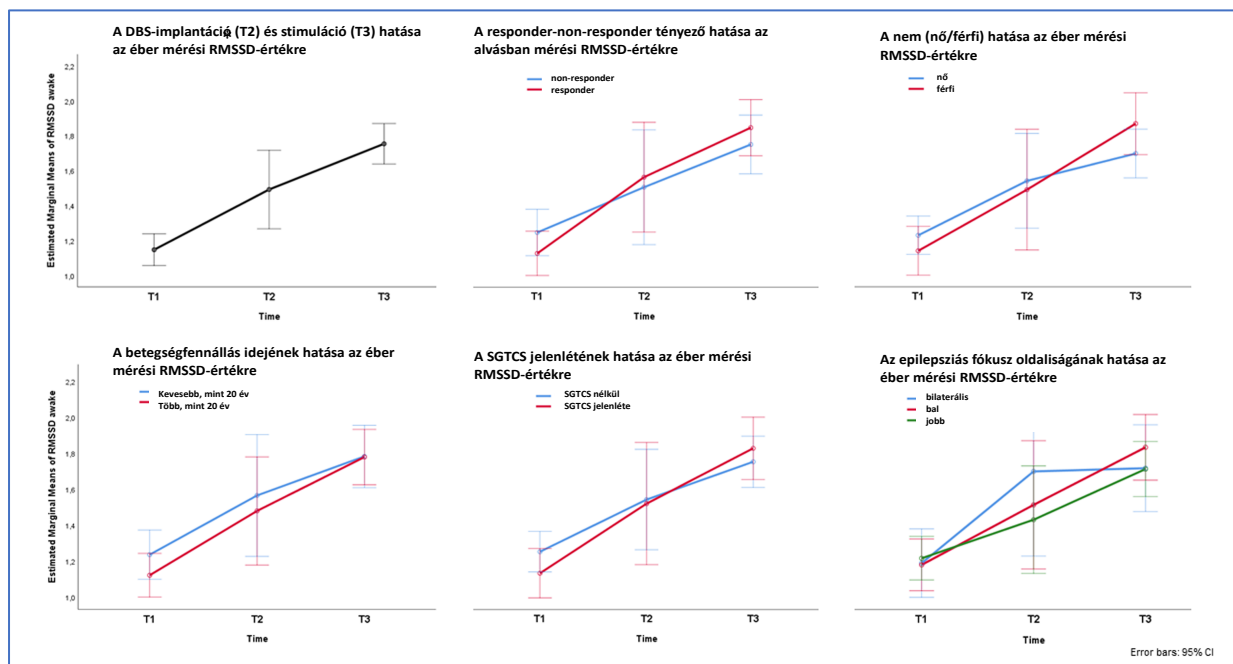 A DBS-implantáció (T2) és stimuláció (T3) hatása
az éber mérési RMSSD-értékre
2,2
2,0
1,8
1,6
1,4
1,2
1,0
Estimated Marginal Means of RMSSD awake
T1
T2
T3
Time
A responder-non-responder tényező hatása az
alvásban mérési RMSSD-értékre
non-responder
responder
T1
T2
T3
Time
A nem (nő/férfi) hatása az éber mérési
RMSSD-értékre
nő
férfi
T1
T2
T3
Time
A betegségfennállás idejének hatása az éber
mérési RMSSD-értékre
Kevesebb, mint 20 év
Több, mint 20 év
2,2
2,0
1,8
1,6
1,4
1,2
1,0
Estimated Marginal Means of RMSSD awake
T1
T2
T3
Time
A SGTCS jelenlétének hatása az éber mérési
RMSSD-értékre
SGTCS nélkül
SGTCS jelenléte
T1
T2
T3
Time
Az epilepsziás fókusz oldaliságának hatása az
éber mérési RMSSD-értékre
bilaterális
bal
jobb
T1
T2
T3
Time
Error bars: 95% CI